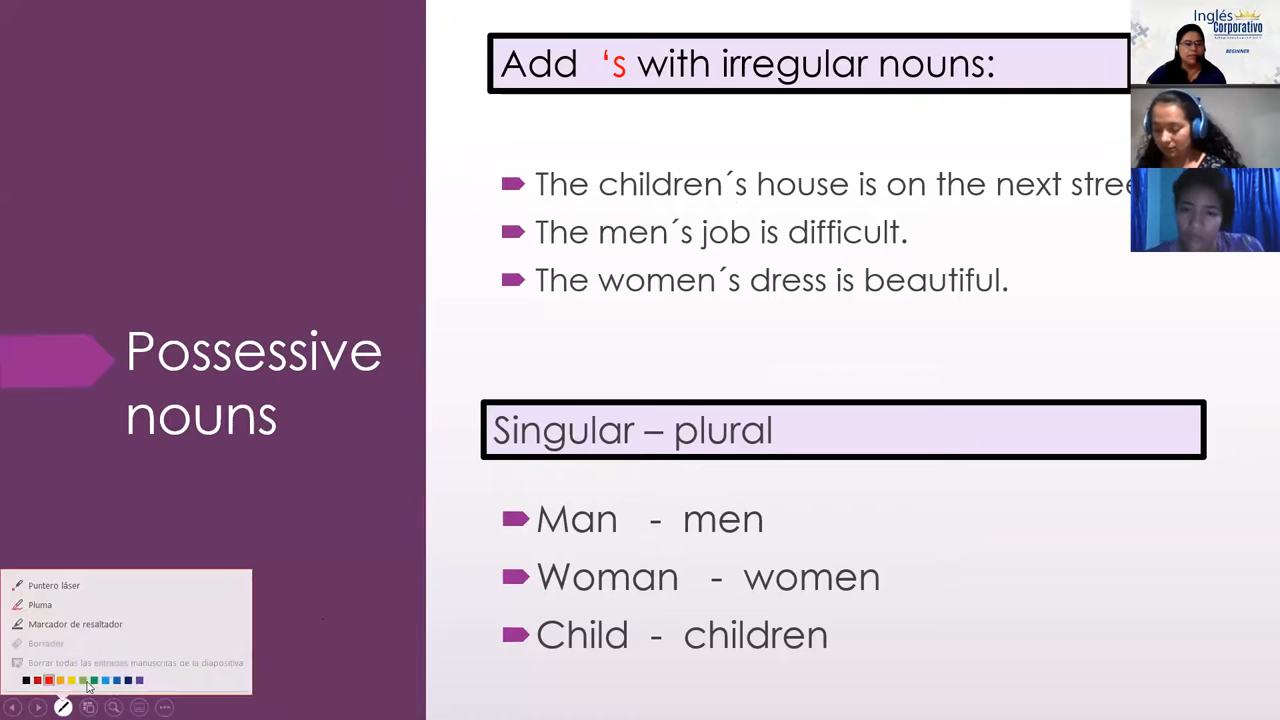 Possessive
nouns
Add ‘s with irregular nouns:
The children´s house is on the next stree
The men´s job is difficult.
The women´s dress is beautiful.
Singular – plural
Man - men
Woman - women
Child - children
Puntero láser
Pluma
Marcador de resaltador
Borrador
Borrar todas las entradas manuscritas de la diapositiva
Inglés
Corporativo
BEGINNER